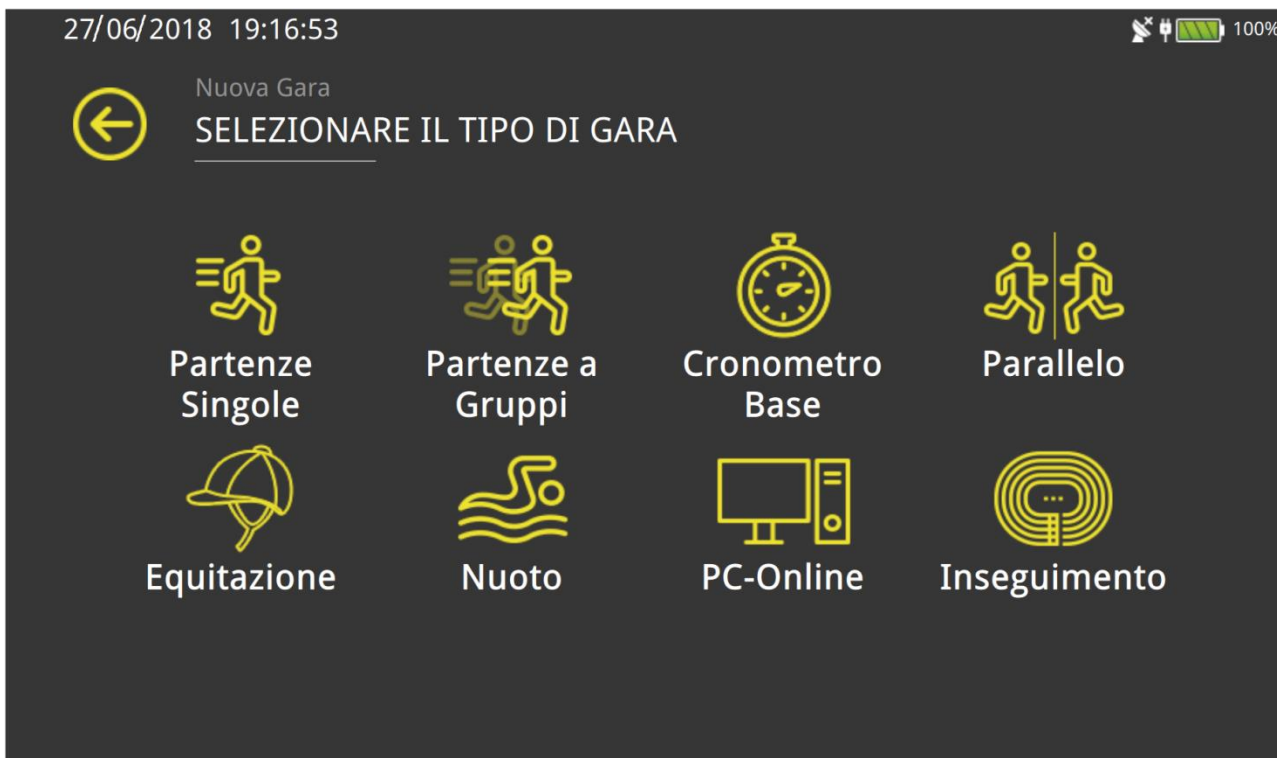 27/06/2018 19:16:53 100%
Nuova Gara
SELEZIONARE IL TIPO DI GARA
Partenze Singole
Partenze a Gruppi
Cronometro Base
Parallelo
Equitazione
Nuoto
PC-Online
Inseguimento